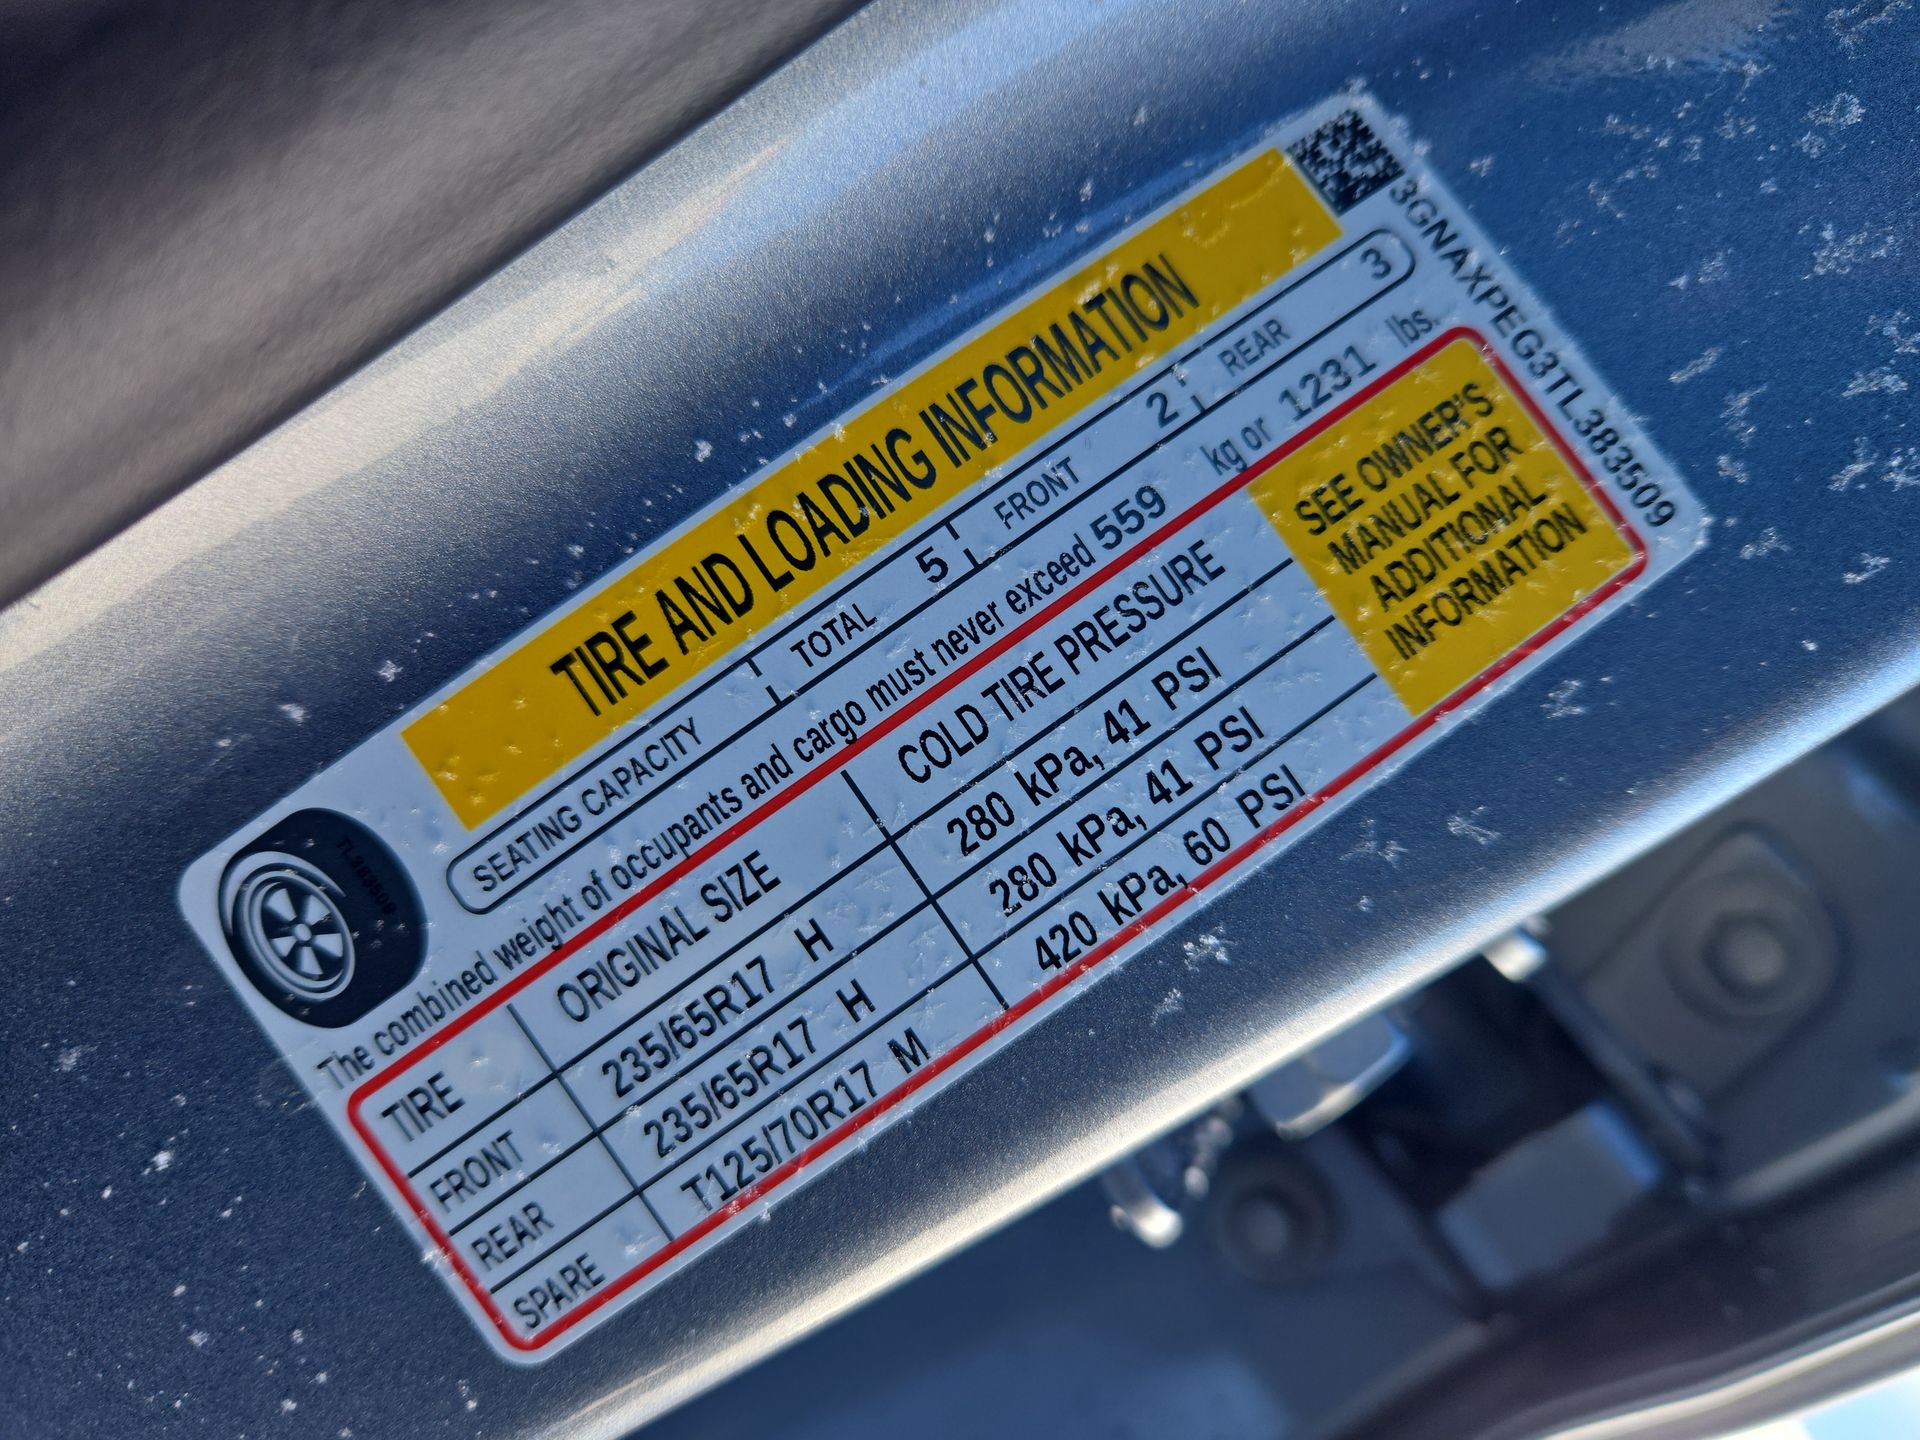 3GNAXPEG3TL383509
TIRE AND LOADING INFORMATION
SEATING CAPACITY TOTAL 5 FRONT 2 REAR 3
The combined weight of occupants and cargo must never exceed 559 kg or 1231 lbs.
TL383509
TIRE ORIGINAL SIZE COLD TIRE PRESSURE
FRONT 235/65R17 H 280 kPa, 41 PSI
REAR 235/65R17 H 280 kPa, 41 PSI
SPARE T125/70R17 M 420 kPa, 60 PSI
SEE OWNER'S
MANUAL FOR
ADDITIONAL
INFORMATION